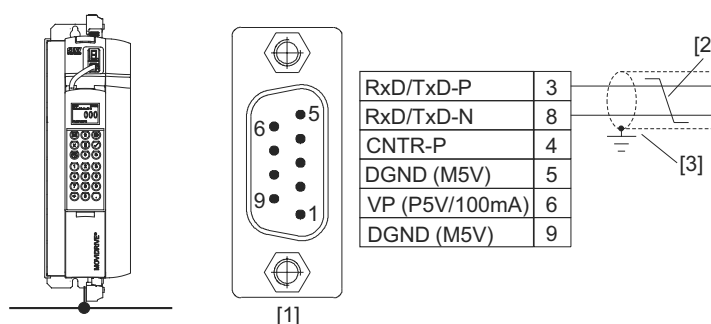 [2
RxD/TxD-P 3
RxD/TxD-N 8
CNTR-P 4
DGND (M5V) 5
VP (P5V/100mA) 6
DGND (M5V) 9
[3]
5
6
9
1
[1]
000
MOVIDRIVE®